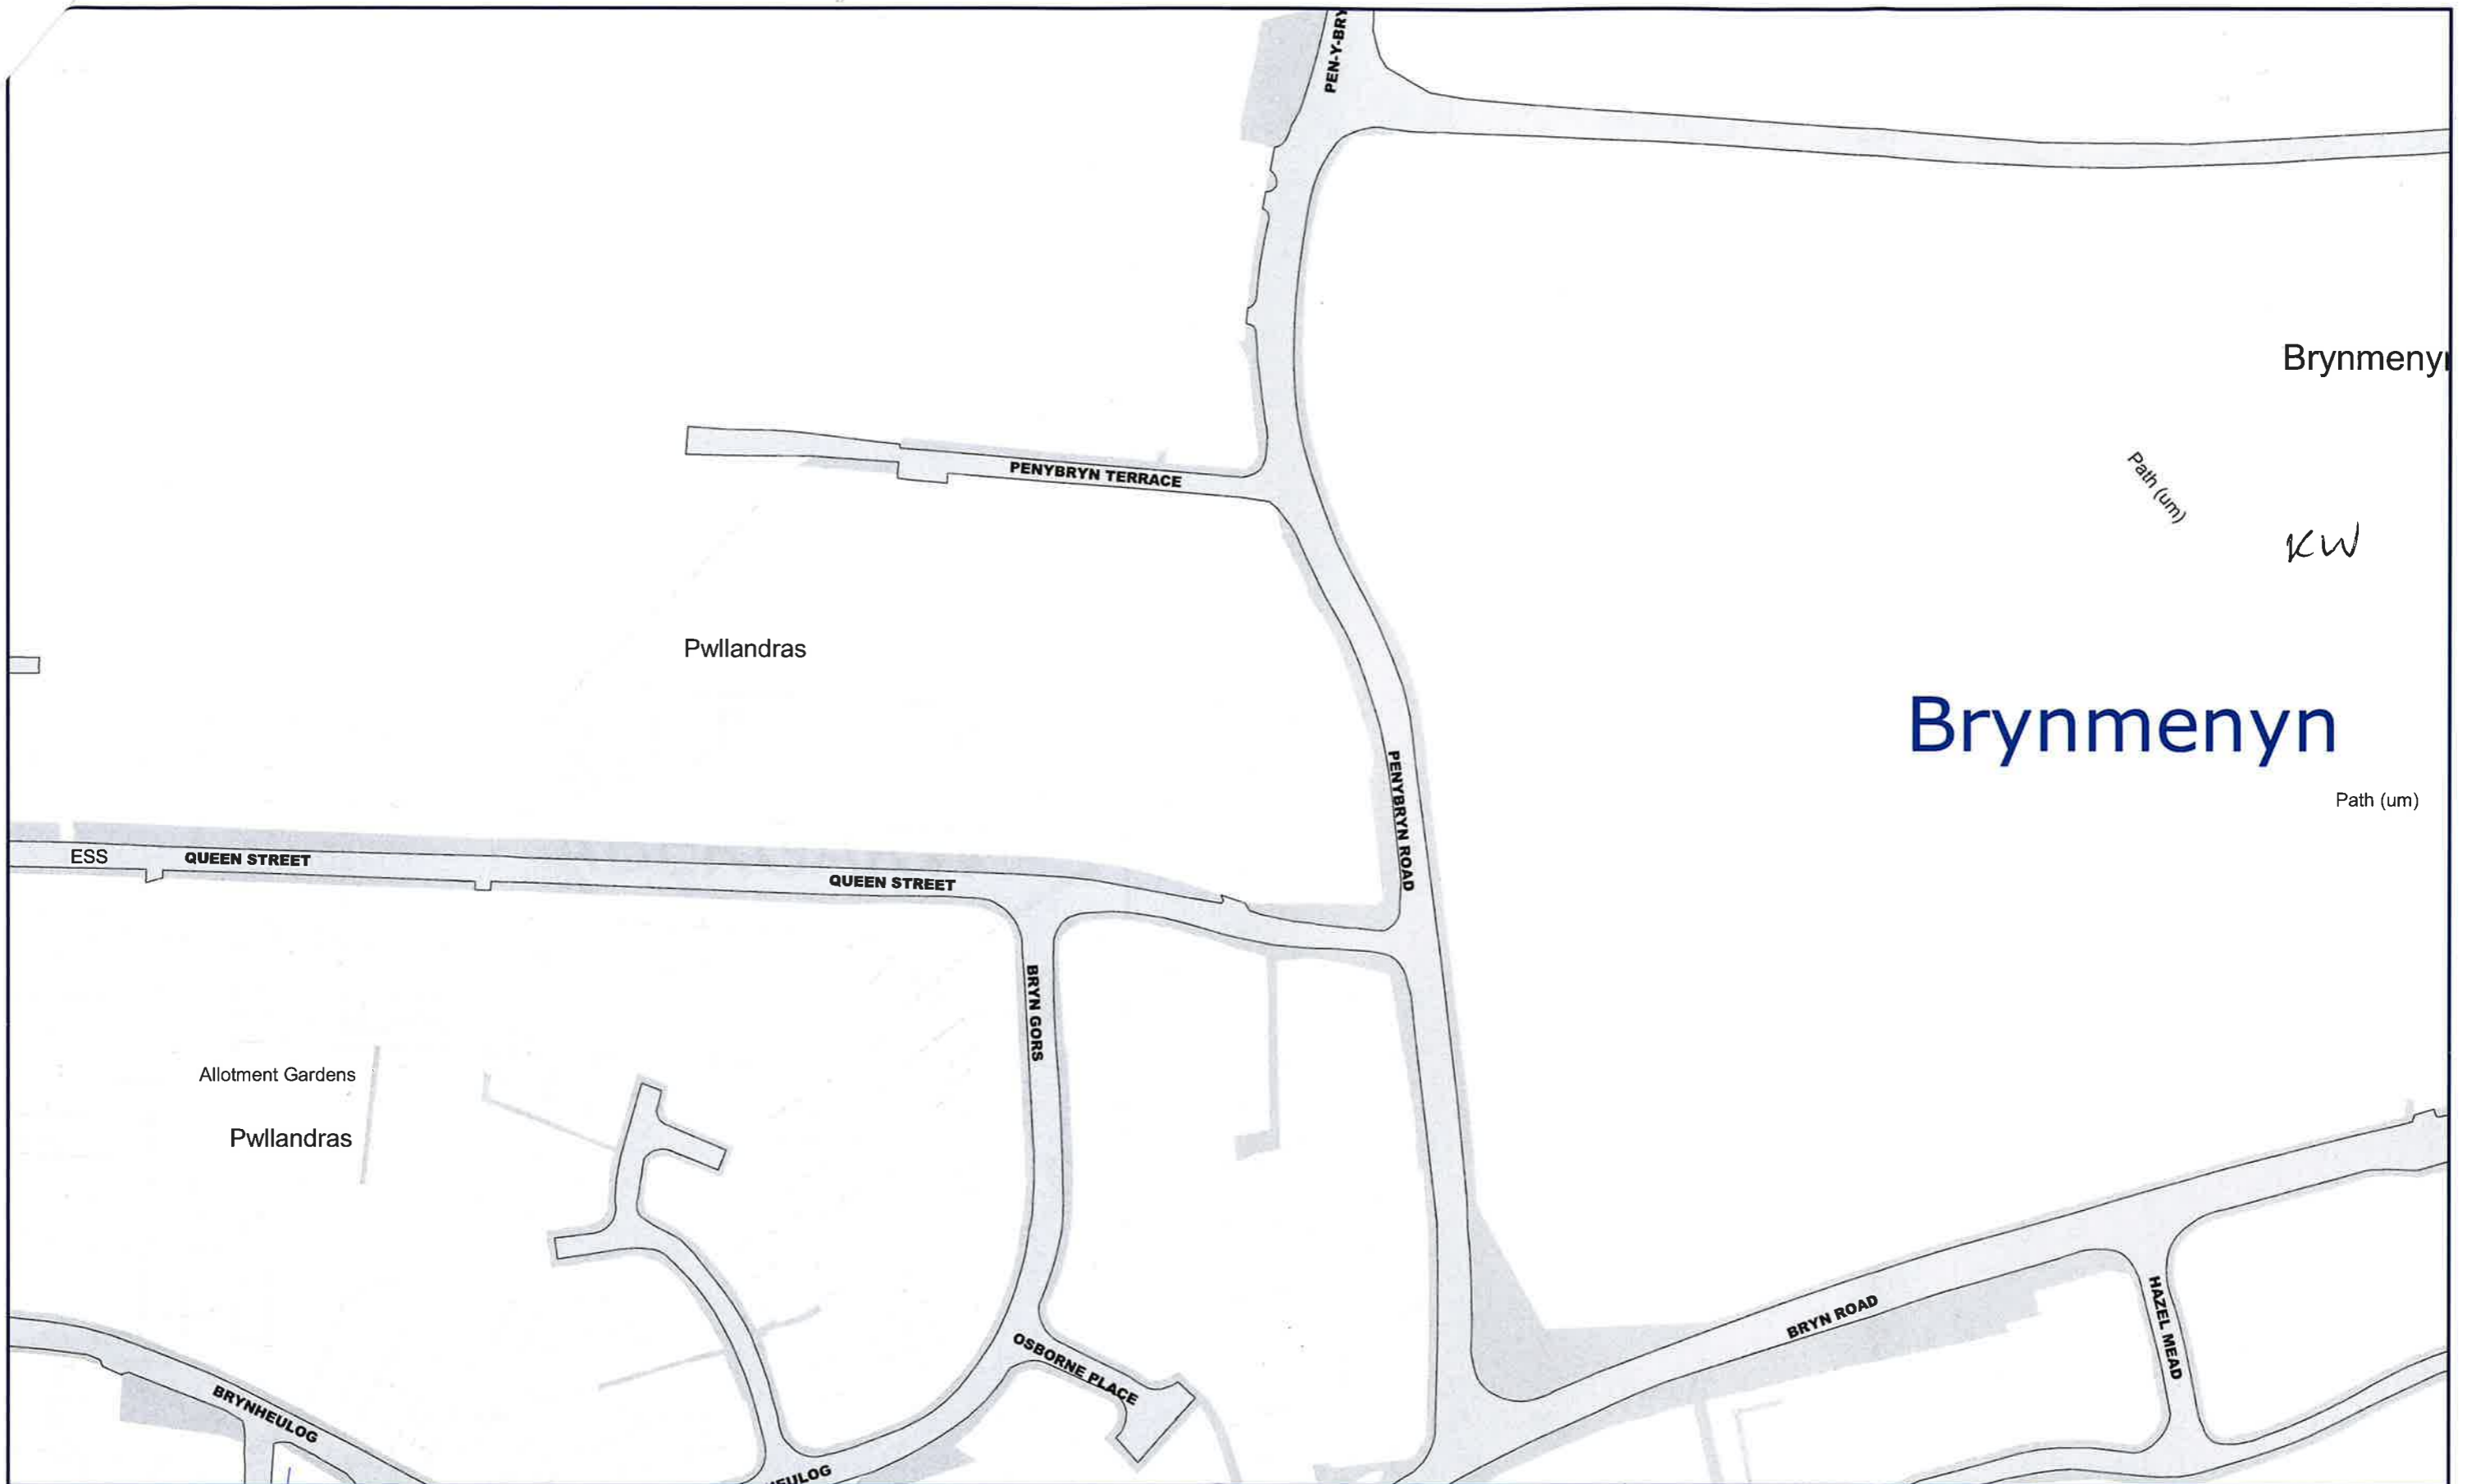 PEN-Y-BRY
Brynmenyn
Path (um)
KW
PENYBRYN TERRACE
Pwllandras
Brynmenyn
PENYBRYN ROAD
Path (um)
ESS
QUEEN STREET
QUEEN STREET
BRYN GORS
Allotment Gardens
Pwllandras
HAZEL MEAD
BRYN ROAD
OSBORNE PLACE
BRYNHEULOG
HEULOG